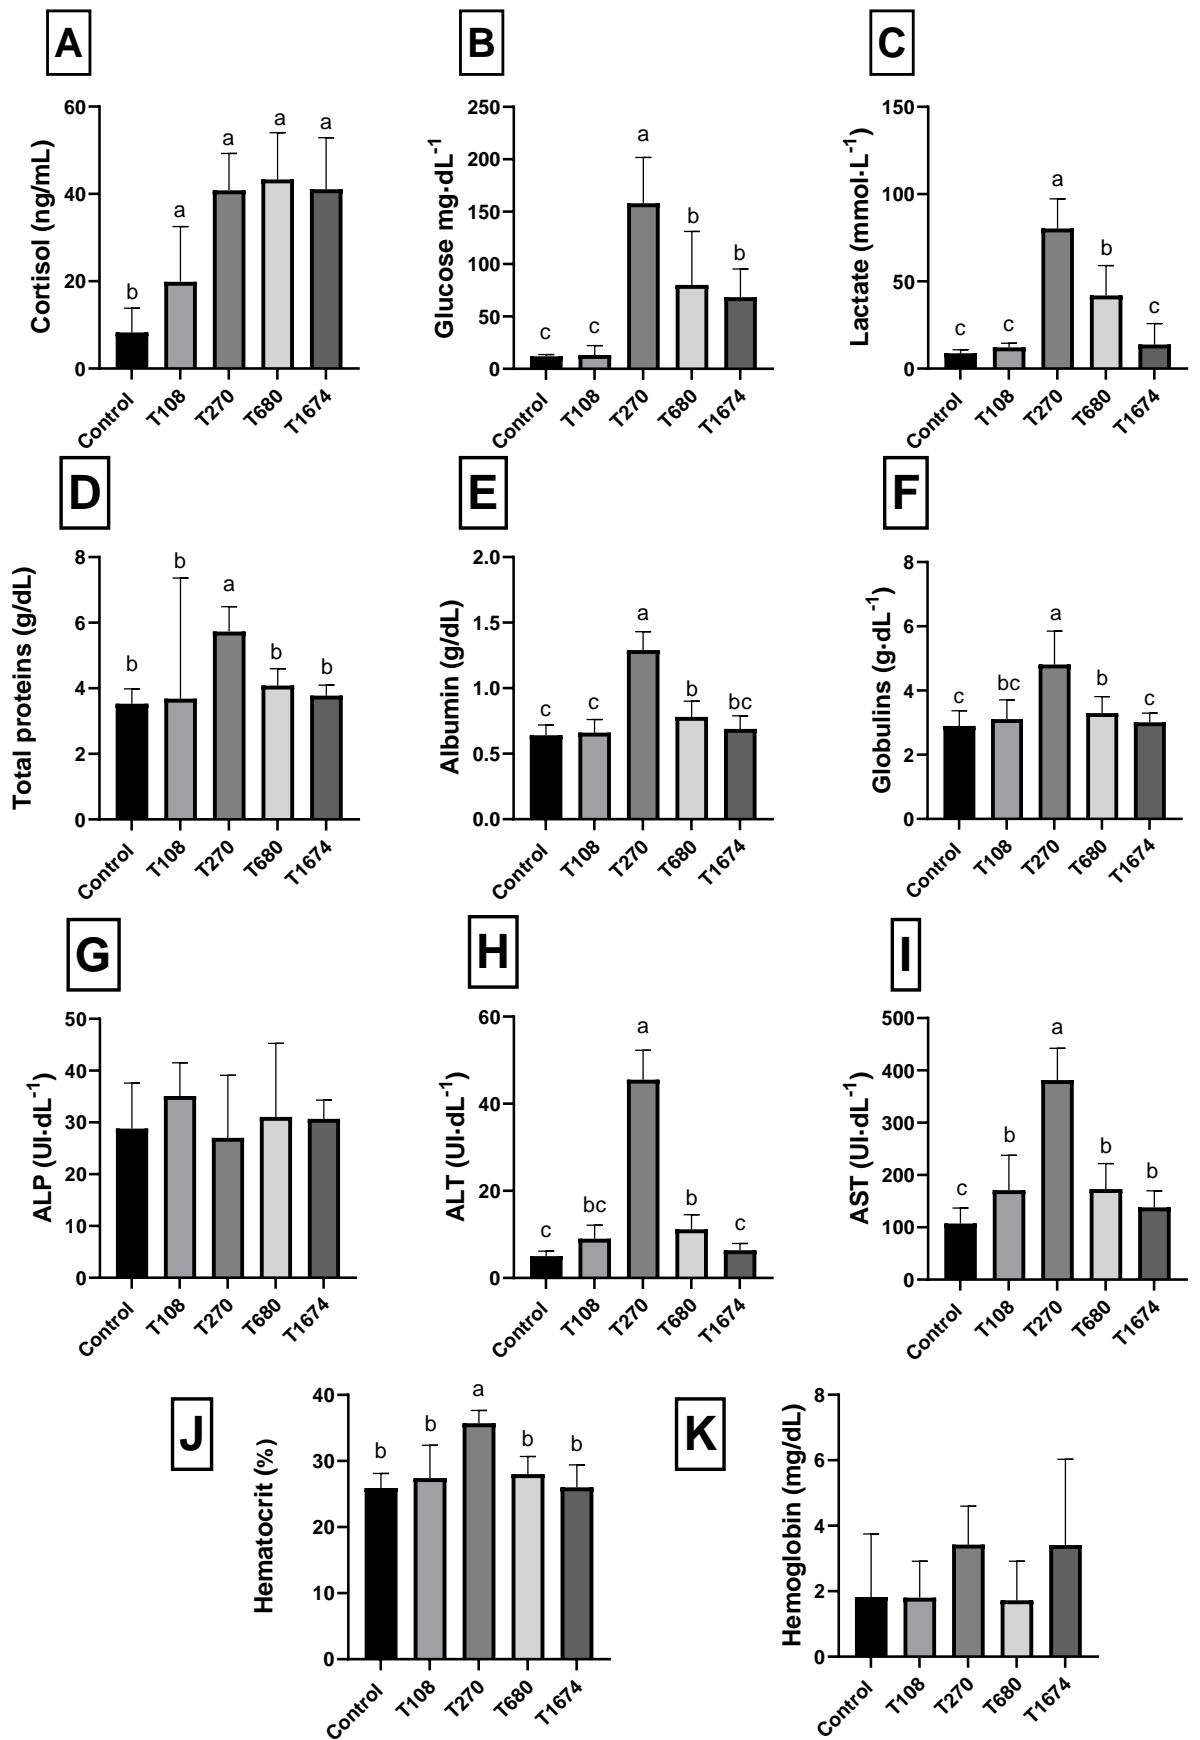 A
B
C
Cortisol (ng/mL)
60
40
20
0
b
a
a
a
a
Control
T108
T270
T680
T1674
Glucose mg·dL-1
250
200
150
100
50
0
c
c
a
b
b
Control
T108
T270
T680
T1674
Lactate (mmol·L-1)
150
100
50
0
c
c
a
b
c
Control
T108
T270
T680
T1674
D
E
F
Total proteins (g/dL)
8
6
4
2
0
b
b
a
b
b
Control
T108
T270
T680
T1674
Albumin (g/dL)
2.0
1.5
1.0
0.5
0.0
c
c
a
b
bc
Control
T108
T270
T680
T1674
Globulins (g·dL-1)
8
6
4
2
0
c
bc
a
b
c
Control
T108
T270
T680
T1674
G
H
I
ALP (UI·dL-1)
50
40
30
20
10
0
Control
T108
T270
T680
T1674
ALT (UI·dL-1)
60
40
20
0
c
bc
a
b
c
Control
T108
T270
T680
T1674
AST (UI·dL-1)
500
400
300
200
100
0
c
b
a
b
b
Control
T108
T270
T680
T1674
J
K
Hematocrit (%)
40
30
20
10
0
b
b
a
b
b
Control
T108
T270
T680
T1674
Hemoglobin (mg/dL)
8
6
4
2
0
Control
T108
T270
T680
T1674